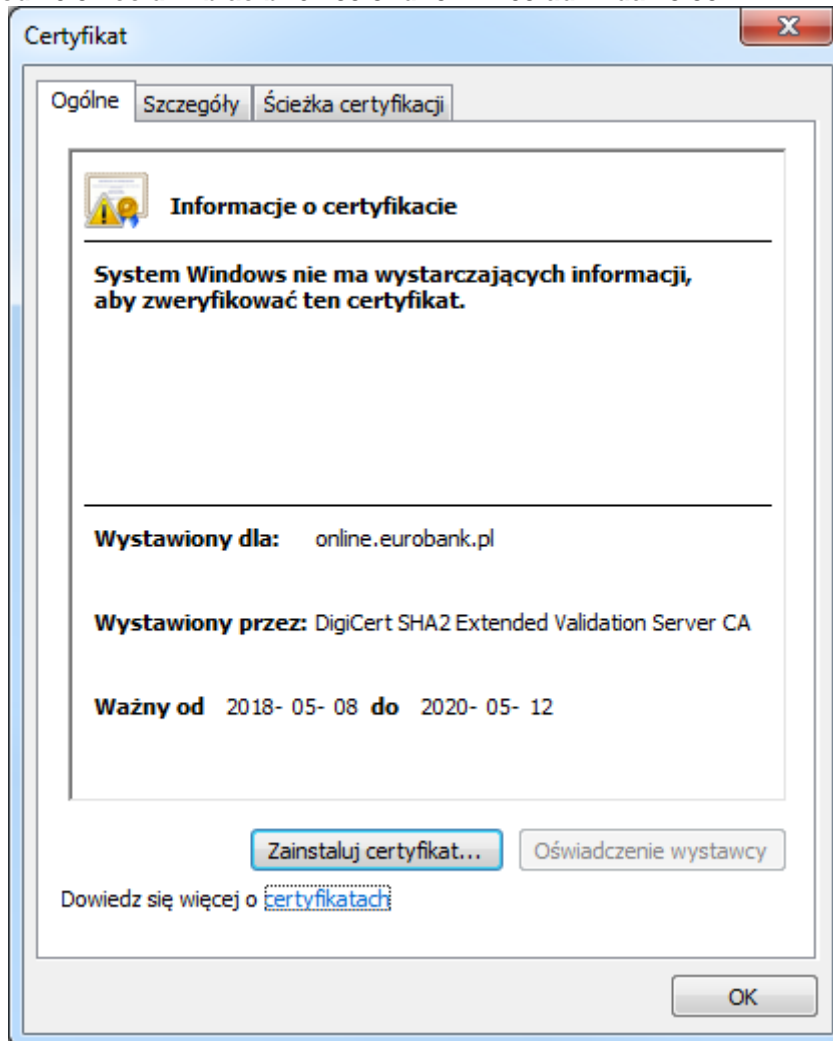 Certyfikat
Ogólne Szczegóły Ścieżka certyfikacji
Informacje o certyfikacie
System Windows nie ma wystarczających informacji,
aby zweryfikować ten certyfikat.
Wystawiony dla: online.eurobank.pl
Wystawiony przez: DigiCert SHA2 Extended Validation Server CA
Ważny od 2018- 05- 08 do 2020- 05- 12
Zainstaluj certyfikat... Oświadczenie wystawcy
Dowiedz się więcej o certyfikatach
OK